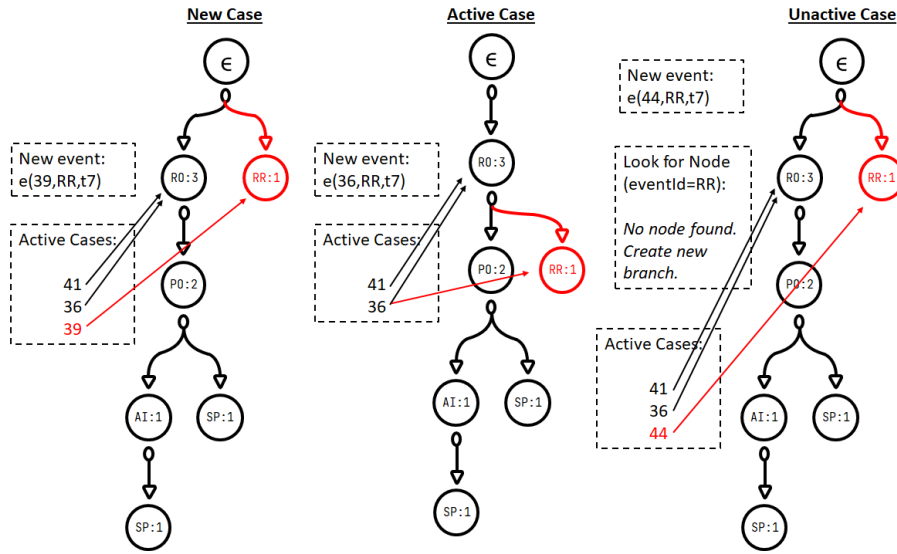 New Case
ϵ
New event:
e(39,RR,t7)
RO:3
RR:1
Active Cases:
41
36
39
PO:2
AI:1
SP:1
SP:1
Active Case
ϵ
New event:
e(36,RR,t7)
RO:3
Active Cases:
41
36
PO:2
RR:1
AI:1
SP:1
SP:1
Unactive Case
New event:
e(44,RR,t7)
ϵ
Look for Node
(eventId=RR):
No node found.
Create new
branch.
RO:3
RR:1
PO:2
Active Cases:
41
36
44
AI:1
SP:1
SP:1